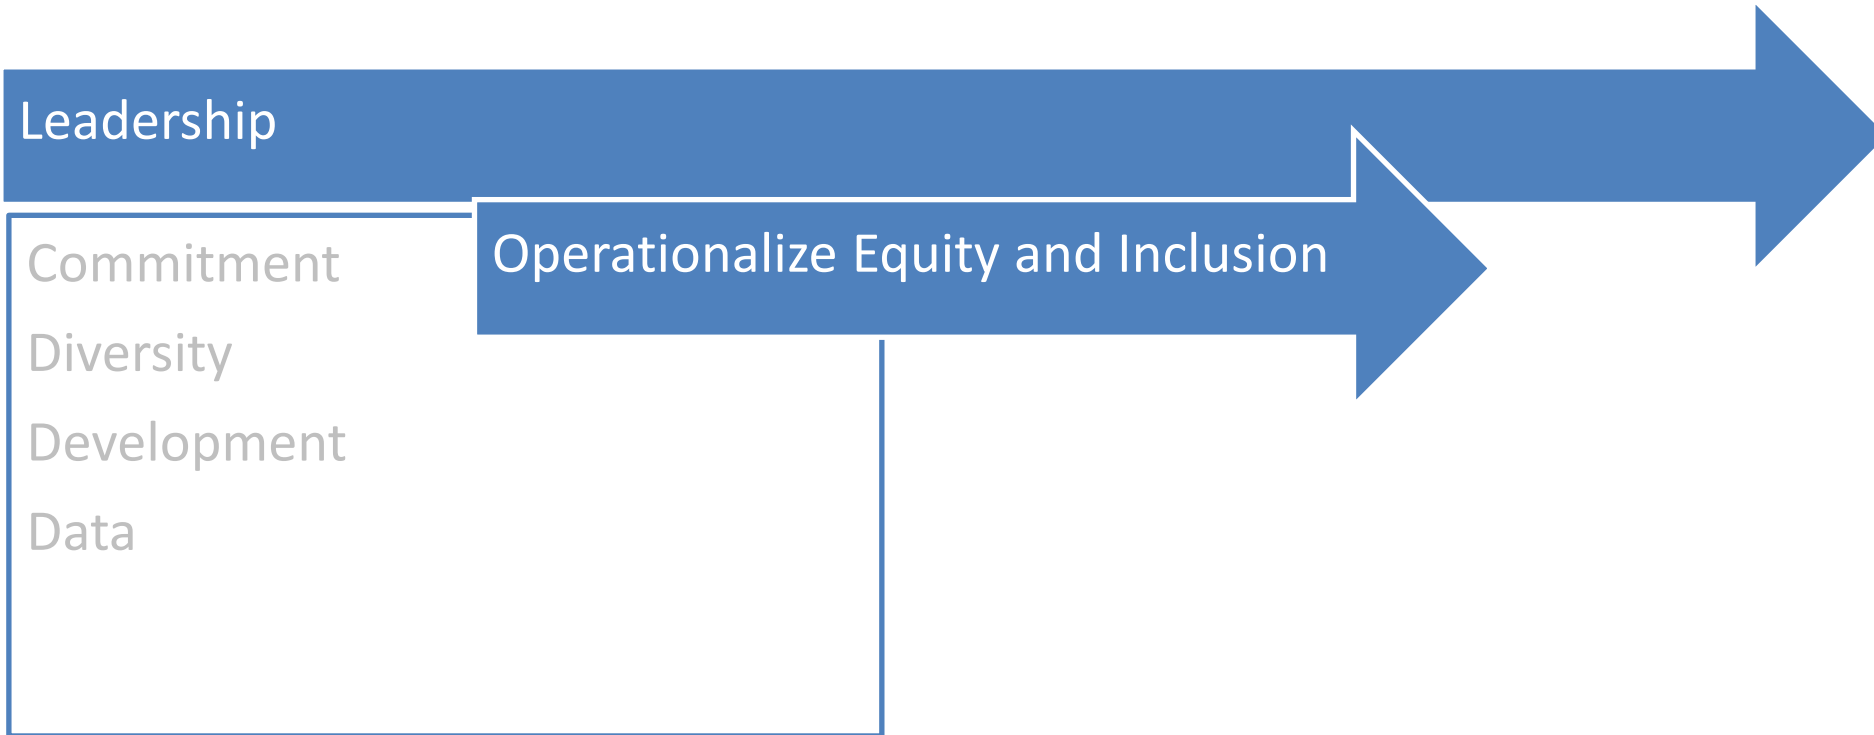 Leadership
Commitment
Diversity
Development
Data
Operationalize Equity and Inclusion